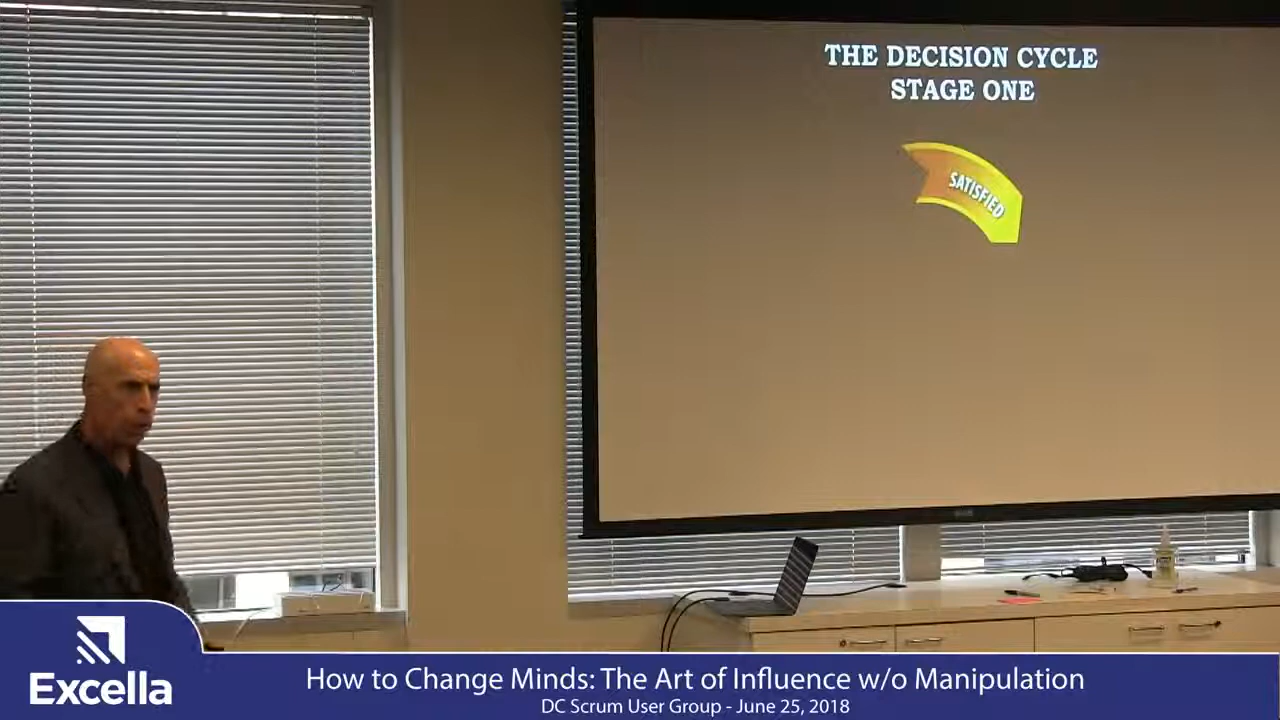 THE DECISION CYCLE
STAGE ONE
SATISFIED
Excella
How to Change Minds: The Art of Influence w/o Manipulation
DC Scrum User Group - June 25, 2018